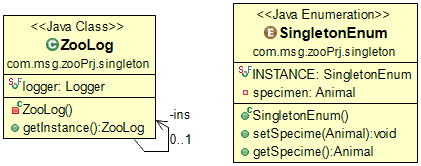 <<Java Class>>
ZooLog
com.msg.zooPrj.singleton
logger: Logger
ZooLog()
getInstance():ZooLog
-ins
0..1
<<Java Enumeration>>
SingletonEnum
com.msg.zooPrj.singleton
INSTANCE: SingletonEnum
specimen: Animal
SingletonEnum()
setSpecime(Animal):void
getSpecime():Animal